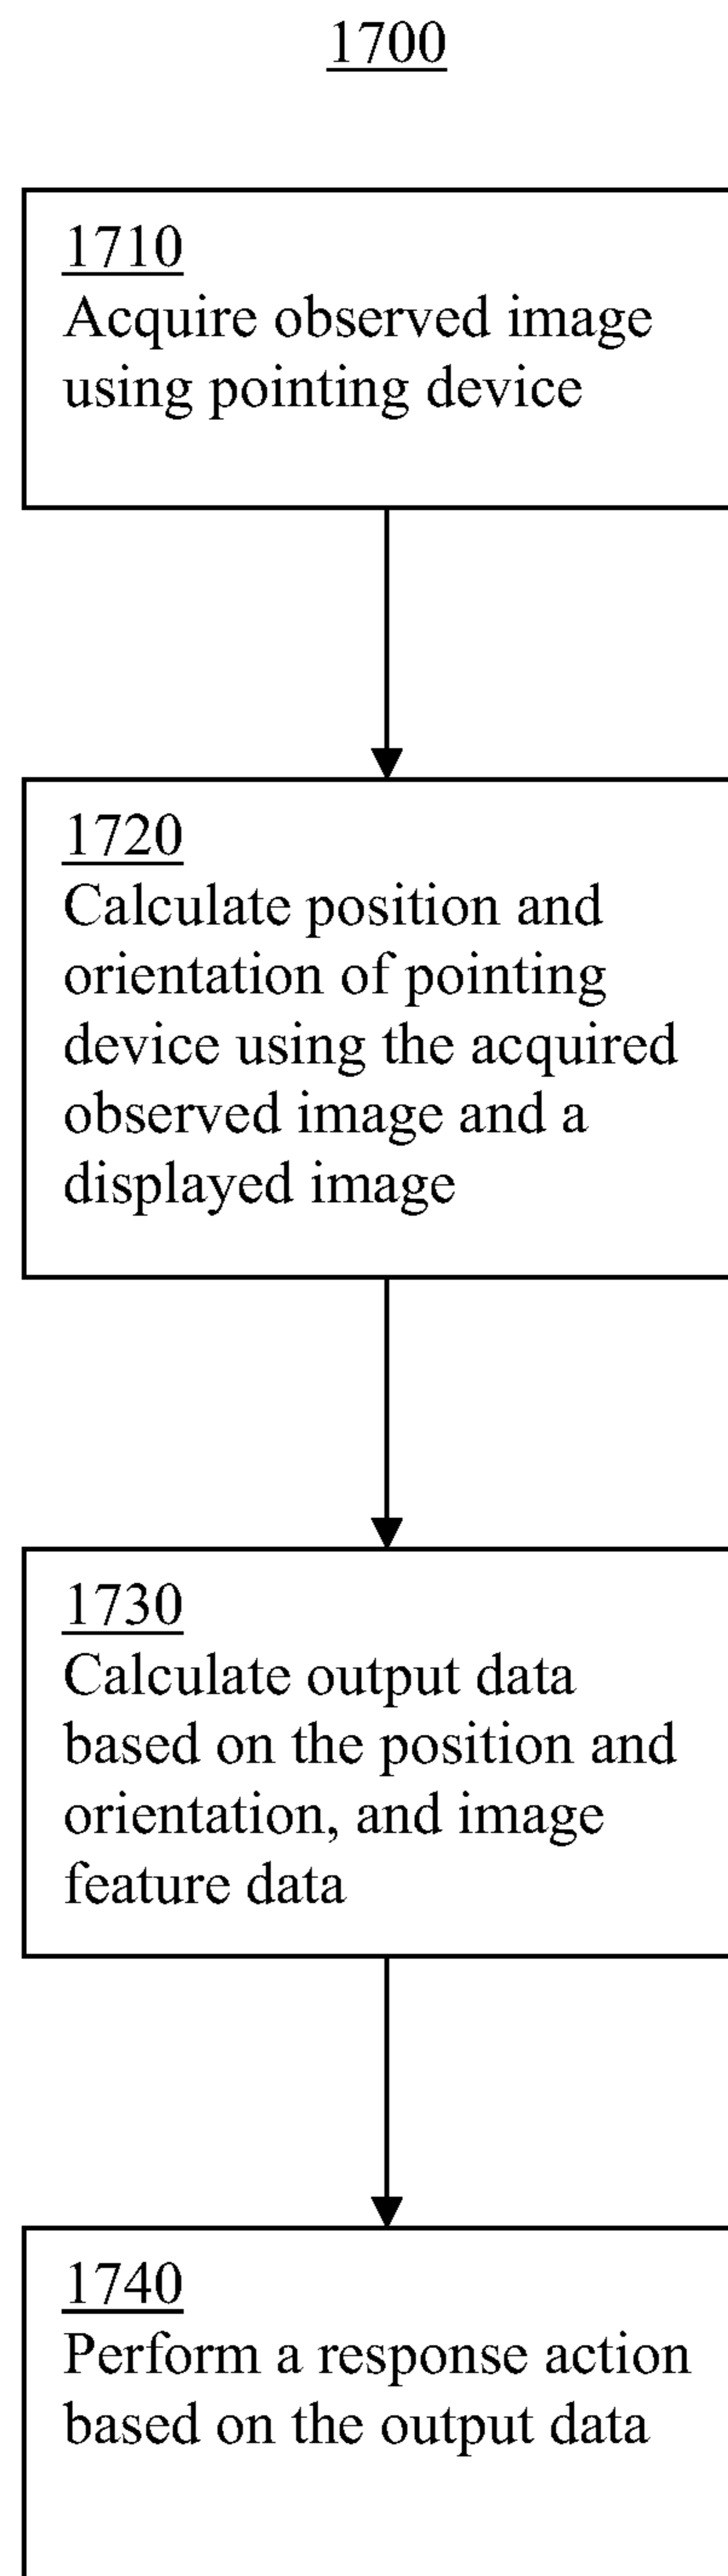 1700
1710
Acquire observed image
using pointing device
1720
Calculate position and
orientation of pointing
device using the acquired
observed image and a
displayed image
1730
Calculate output data
based on the position and
orientation, and image
feature data
1740
Perform a response action
based on the output data